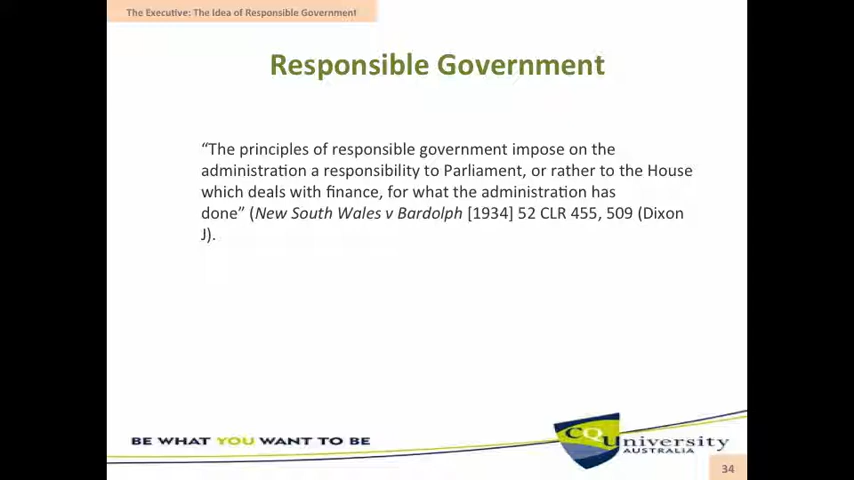 The Executive: The Idea of Responsible Government
Responsible Government
“The principles of responsible government impose on the
administration a responsibility to Parliament, or rather to the House
which deals with finance, for what the administration has
done” (New South Wales v Bardolph [1934] 52 CLR 455, 509 (Dixon
J).
BE WHAT YOU WANT TO BE
CQUniversity
AUSTRALIA
34